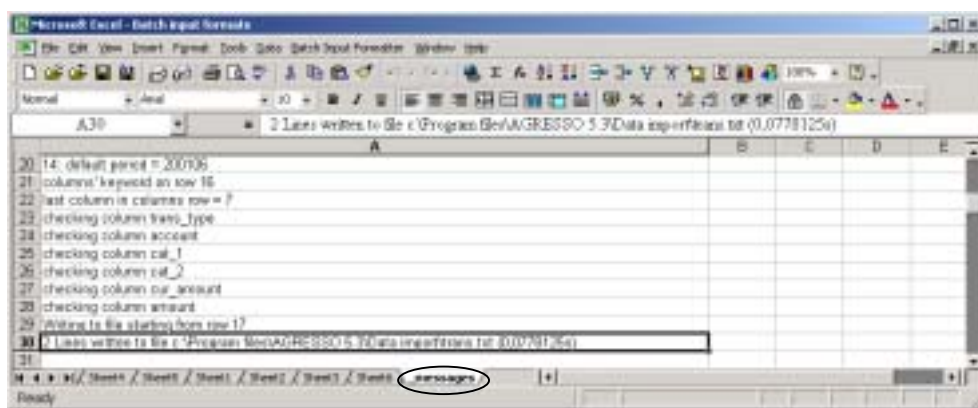 Microsoft Excel - Batch input formats
File Edit View Insert Format Tools Data Batch Input Formatter Window Help
100%
Normal Arial 10 B I U
A30 = 2 Lines written to file c:\Program files\AGRESSO 5.3\Data import\trans.txt (0,0778125s)
A B C D E
20 14: default period = 200106
21 columns' keyword on row 16
22 last column in columns row = 7
23 checking column trans_type
24 checking column account
25 checking column cat_1
26 checking column cat_2
27 checking column cur_amount
28 checking column amount
29 Writing to file starting from row 17
30 2 Lines written to file c:\Program files\AGRESSO 5.3\Data import\trans.txt (0,0778125s)
31
Sheet4 / Sheet5 / Sheet1 / Sheet2 / Sheet3 / Sheet6 / _messages
Ready